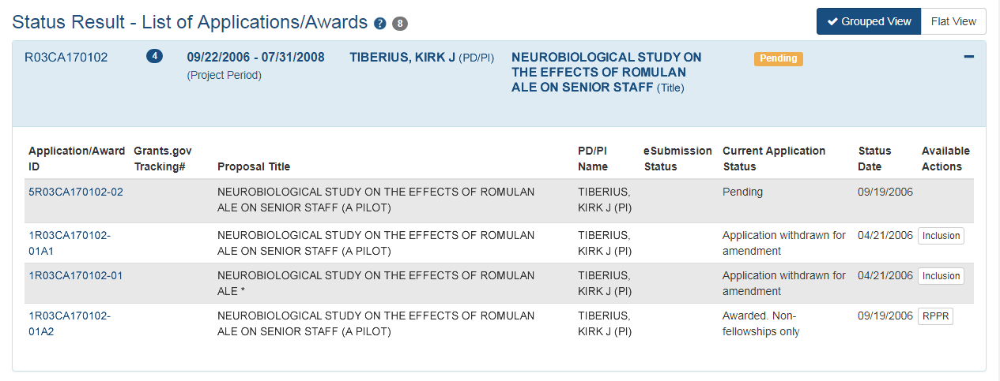 Status Result - List of Applications/Awards ? 8
Grouped View Flat View
R03CA170102 4 09/22/2006 - 07/31/2008 TIBERIUS, KIRK J (PD/PI) NEUROBIOLOGICAL STUDY ON Pending
(Project Period) THE EFFECTS OF ROMULAN
ALE ON SENIOR STAFF (Title)
Application/Award Grants.gov PD/PI eSubmission Current Application Status Available
ID Tracking# Proposal Title Name Status Status Date Actions
5R03CA170102-02 NEUROBIOLOGICAL STUDY ON THE EFFECTS OF ROMULAN TIBERIUS, Pending 09/19/2006
ALE ON SENIOR STAFF (A PILOT) KIRK J (PI)
1R03CA170102- NEUROBIOLOGICAL STUDY ON THE EFFECTS OF ROMULAN TIBERIUS, Application withdrawn for 04/21/2006 Inclusion
01A1 ALE ON SENIOR STAFF (A PILOT) KIRK J (PI) amendment
1R03CA170102-01 NEUROBIOLOGICAL STUDY ON THE EFFECTS OF ROMULAN TIBERIUS, Application withdrawn for 04/21/2006 Inclusion
ALE * KIRK J (PI) amendment
1R03CA170102- NEUROBIOLOGICAL STUDY ON THE EFFECTS OF ROMULAN TIBERIUS, Awarded. Non- 09/19/2006 RPPR
01A2 ALE ON SENIOR STAFF (A PILOT) KIRK J (PI) fellowships only